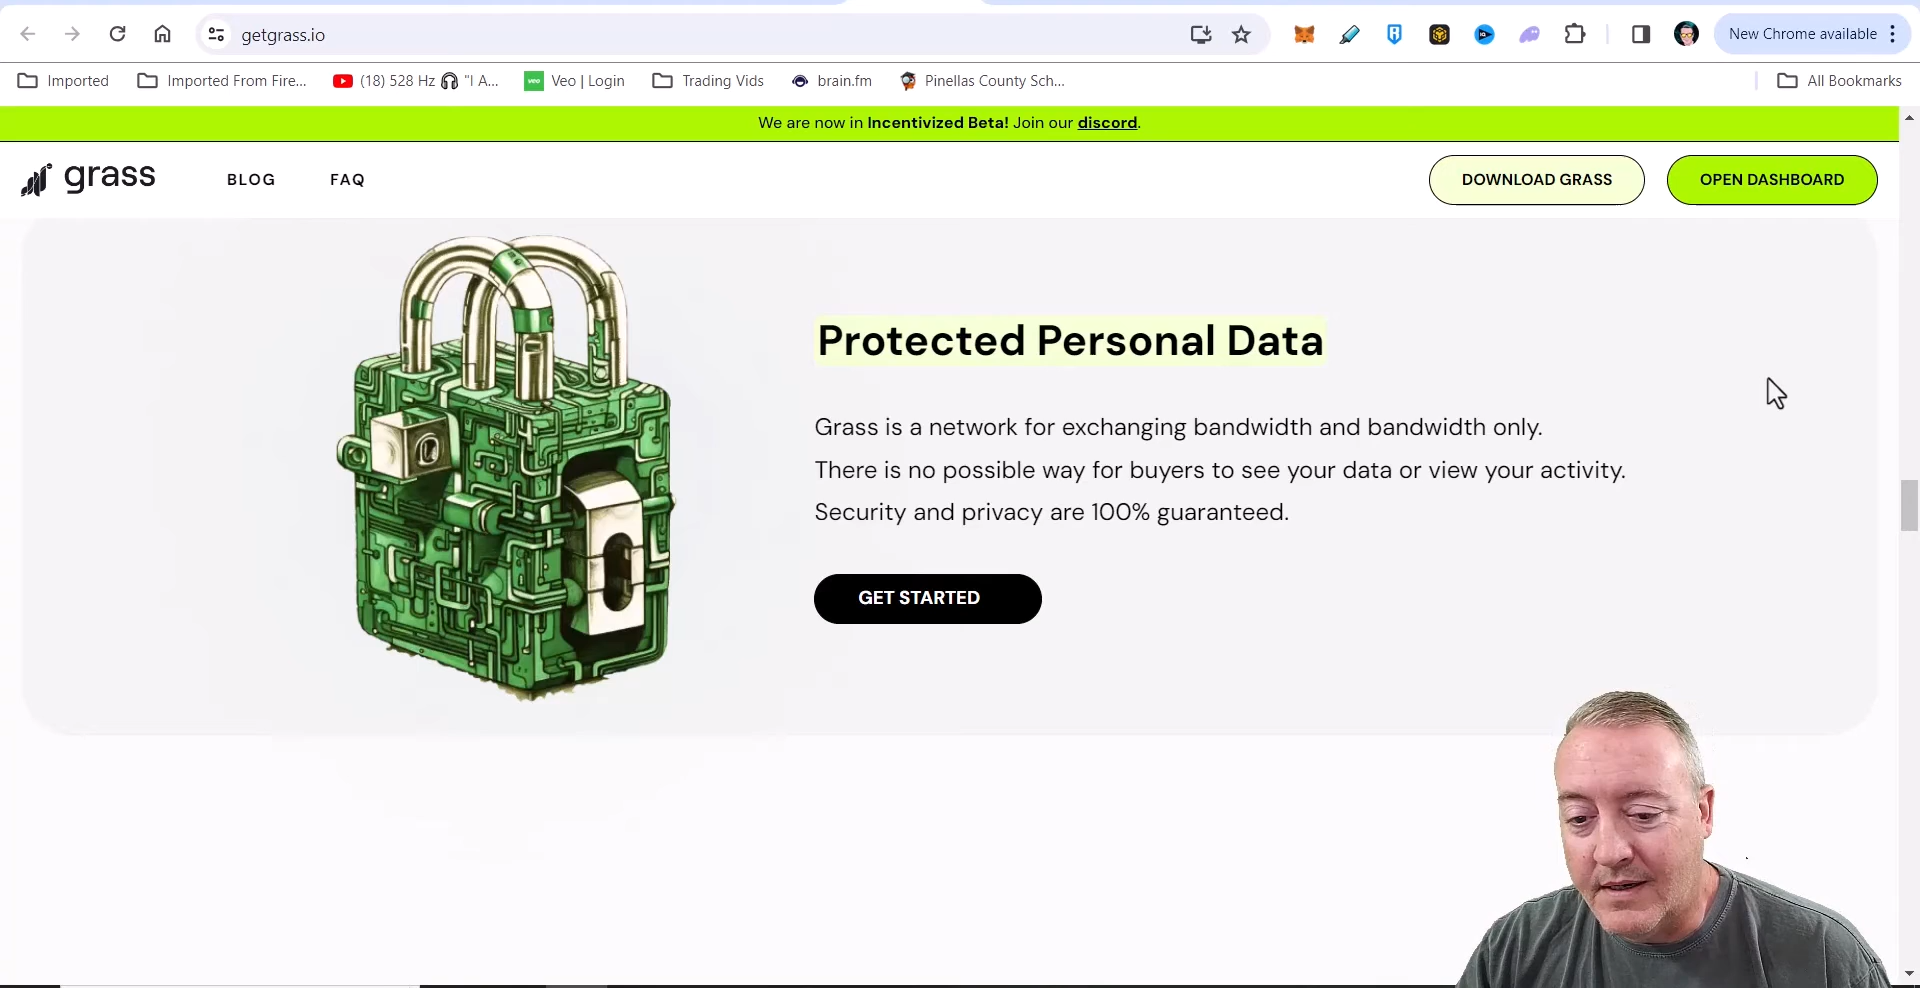 getgrass.io
New Chrome available
Imported
Imported From Fire...
(18) 528 Hz 🎧 "I A...
veo Veo | Login
Trading Vids
brain.fm
Pinellas County Sch...
All Bookmarks
We are now in Incentivized Beta! Join our discord.
grass
BLOG
FAQ
DOWNLOAD GRASS
OPEN DASHBOARD
Protected Personal Data
Grass is a network for exchanging bandwidth and bandwidth only.
There is no possible way for buyers to see your data or view your activity.
Security and privacy are 100% guaranteed.
GET STARTED